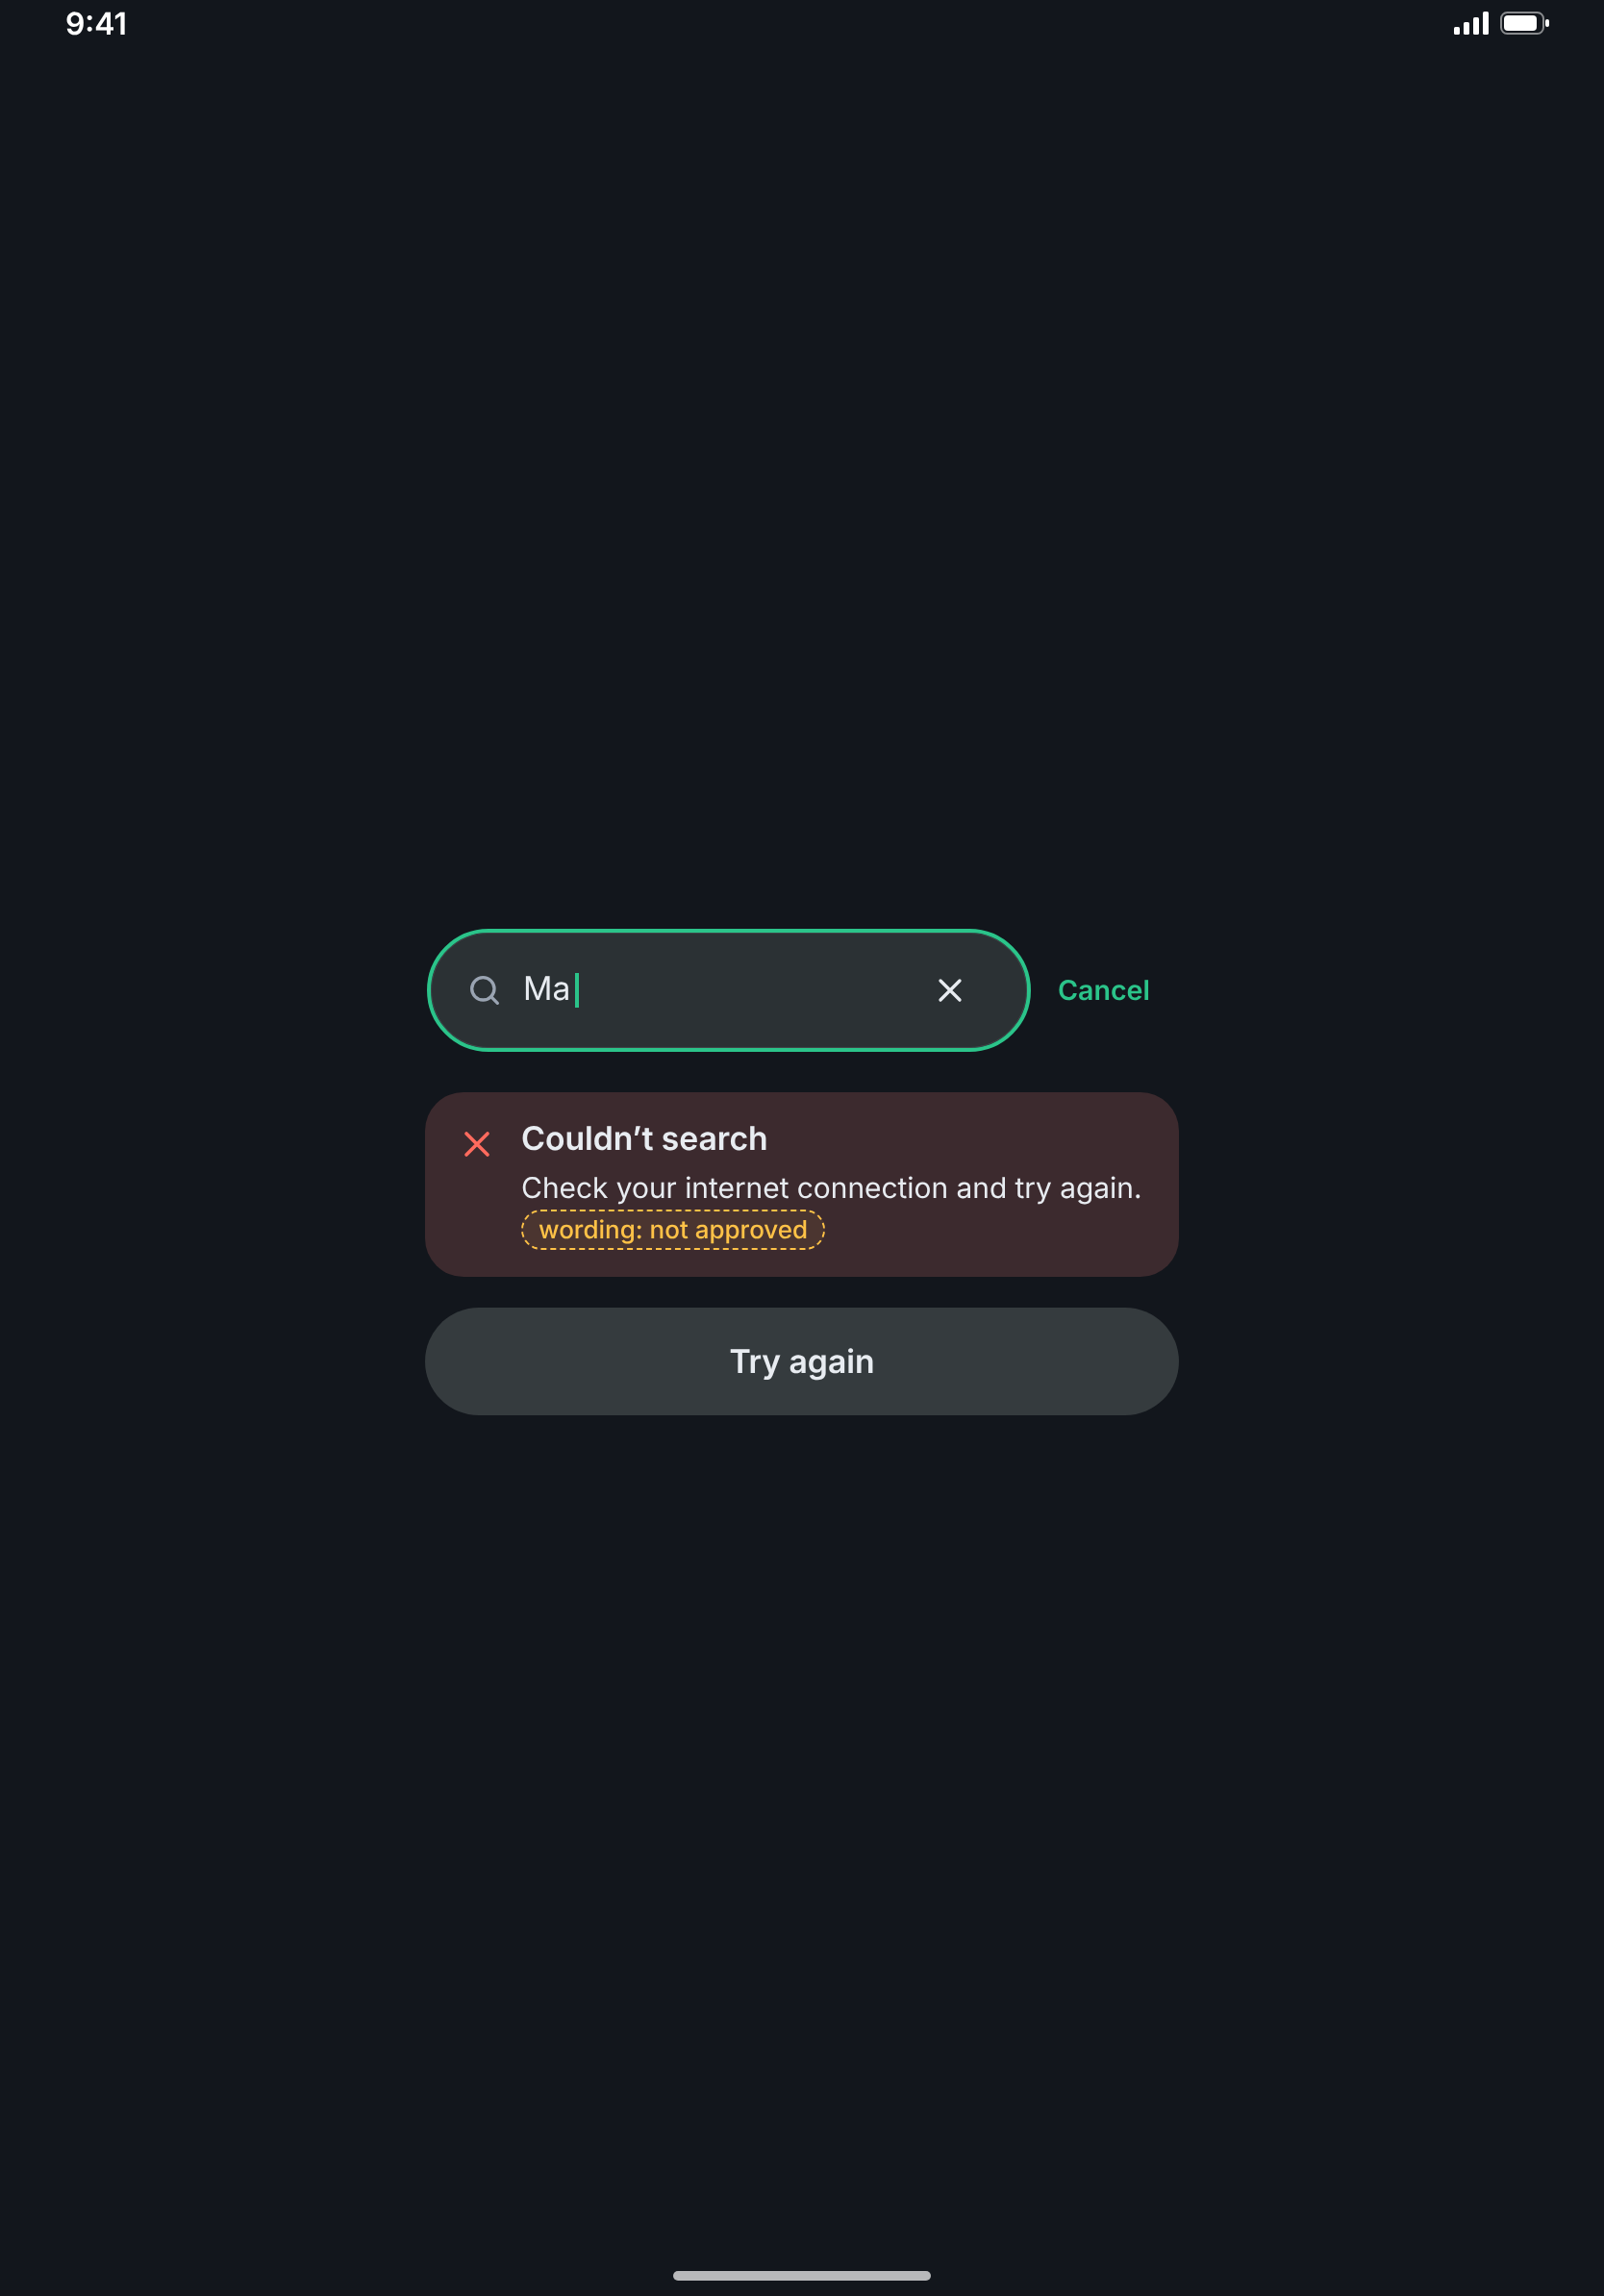 9:41
Ma
Cancel
Couldn’t search
Check your internet connection and try again.
wording: not approved
Try again